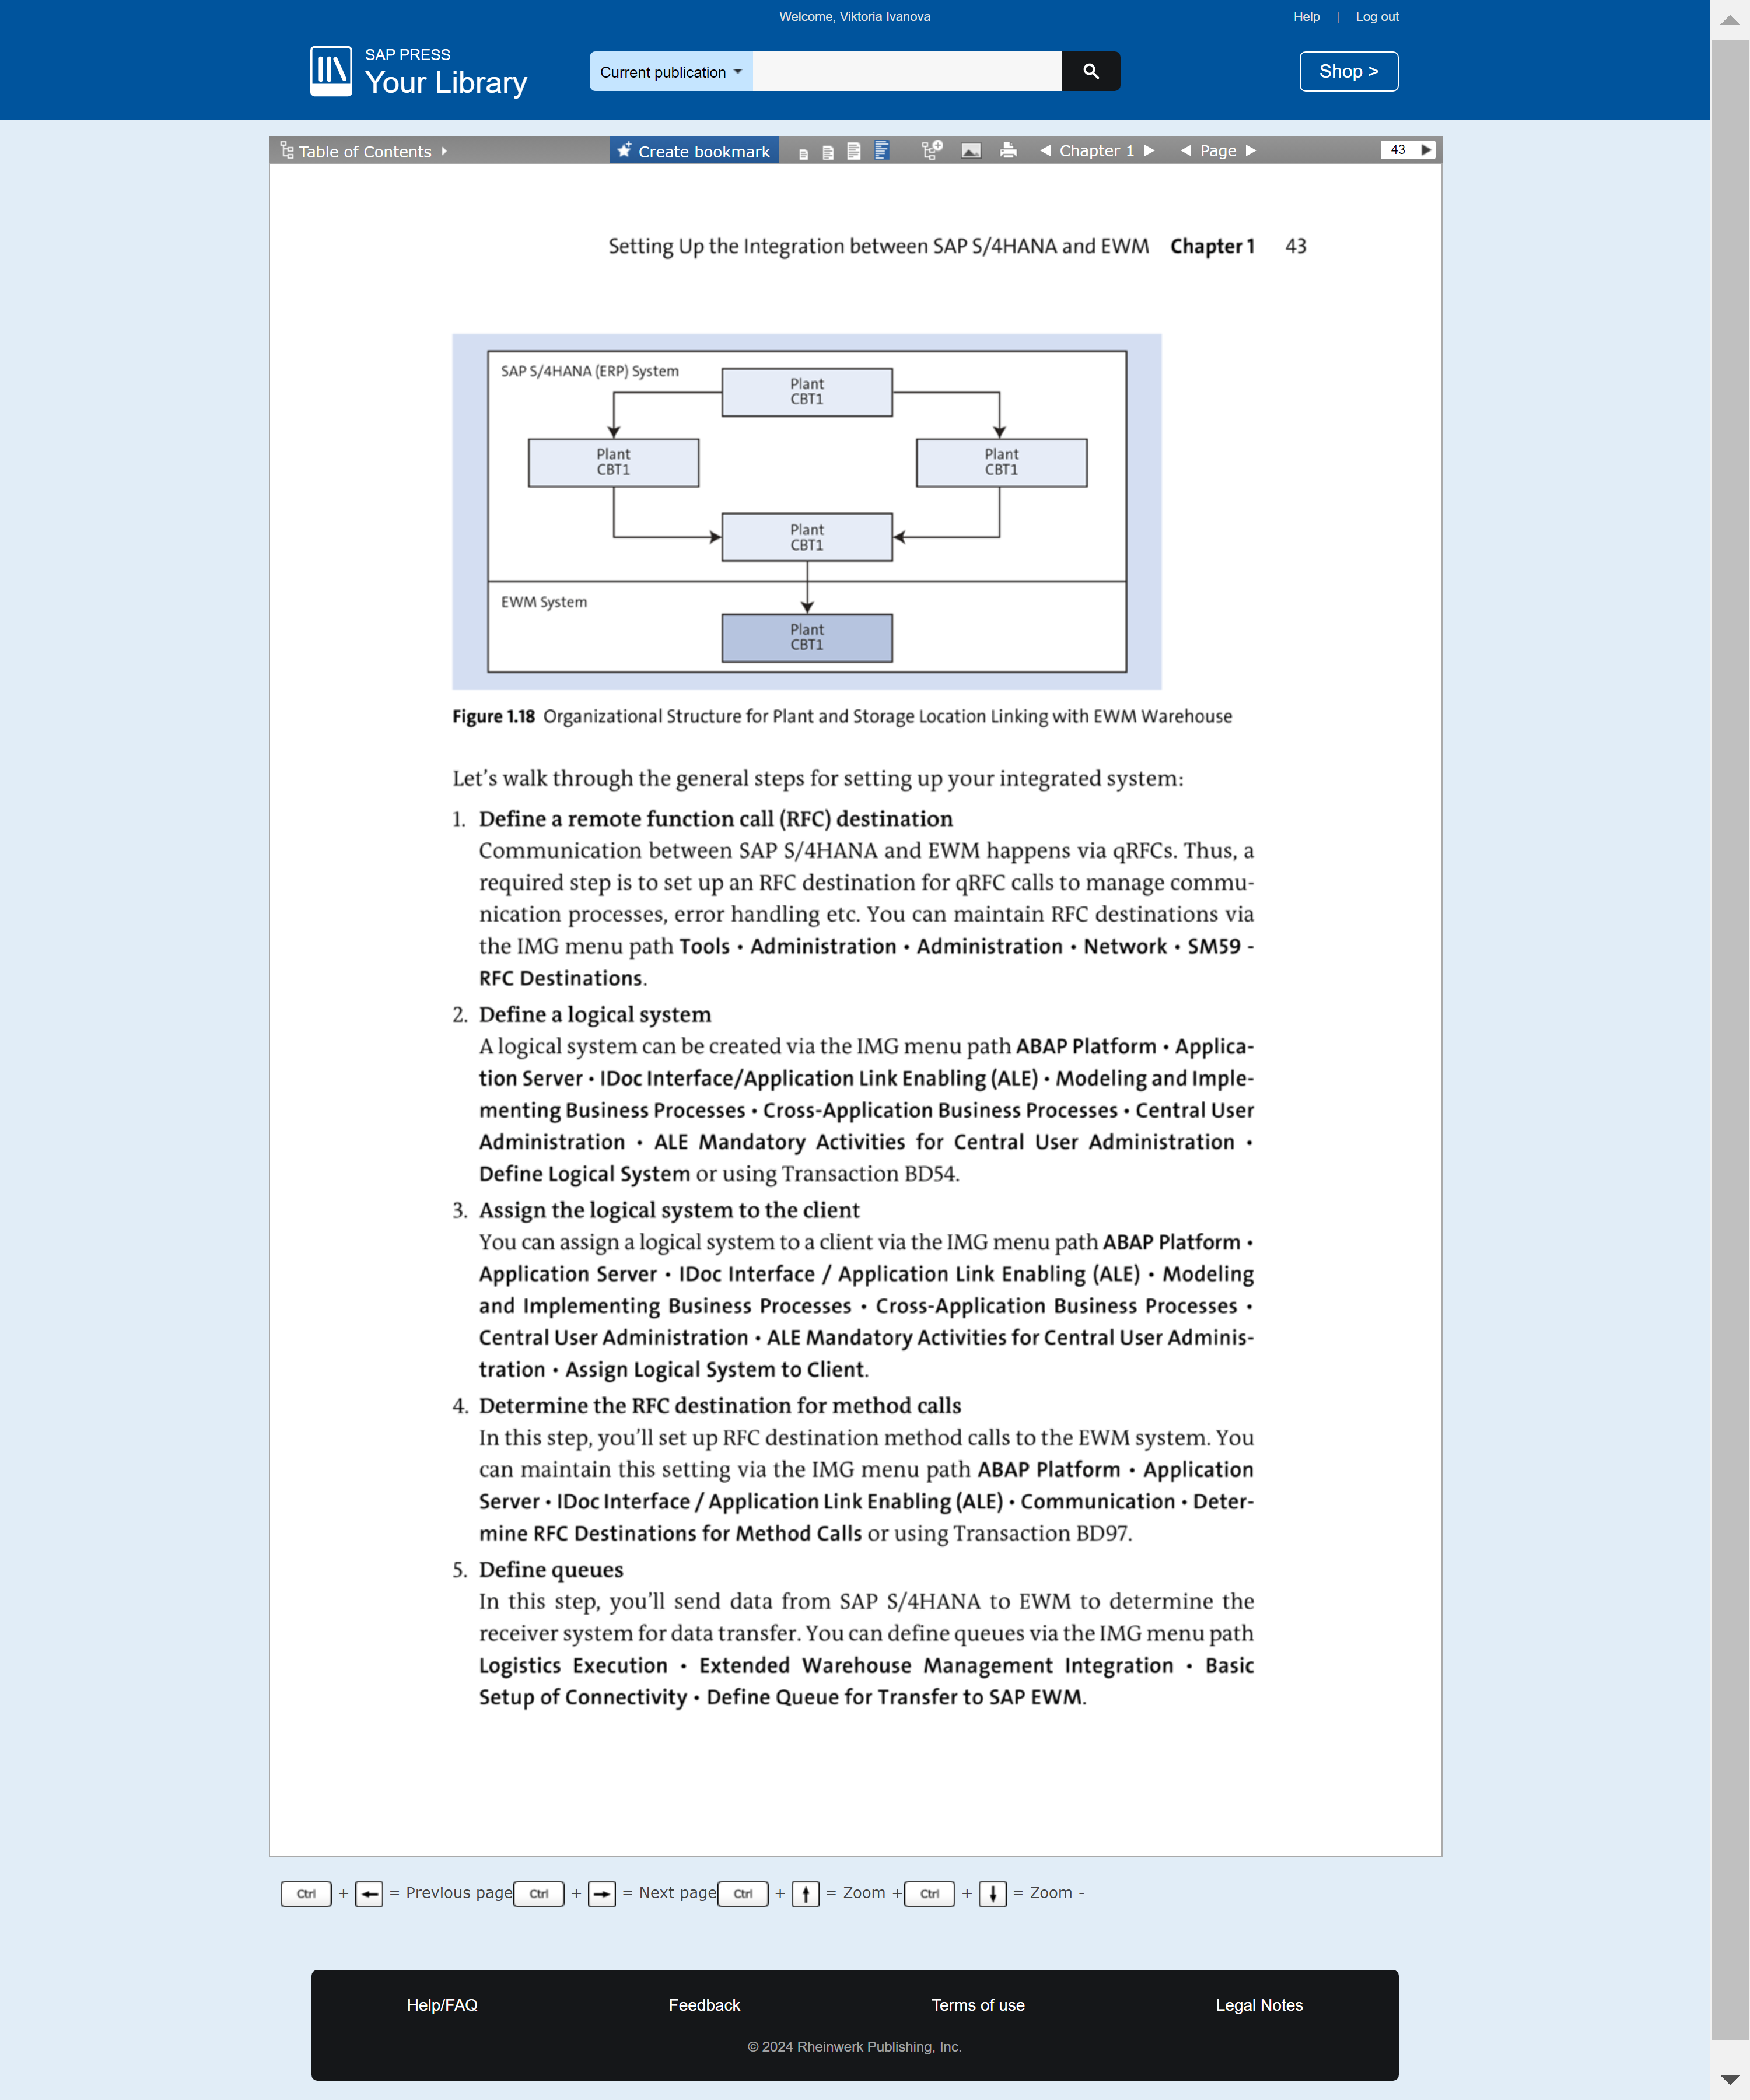 Welcome, Viktoria Ivanova
Help | Log out
SAP PRESS
Your Library
Current publication
Shop >
Table of Contents
Create bookmark
Chapter 1
Page
43
Setting Up the Integration between SAP S/4HANA and EWM Chapter 1 43
SAP S/4HANA (ERP) System
Plant
CBT1
Plant
CBT1
Plant
CBT1
Plant
CBT1
EWM System
Plant
CBT1
Figure 1.18 Organizational Structure for Plant and Storage Location Linking with EWM Warehouse
Let's walk through the general steps for setting up your integrated system:
1. Define a remote function call (RFC) destination
Communication between SAP S/4HANA and EWM happens via qRFCs. Thus, a
required step is to set up an RFC destination for qRFC calls to manage commu-
nication processes, error handling etc. You can maintain RFC destinations via
the IMG menu path Tools • Administration • Administration • Network • SM59 -
RFC Destinations.
2. Define a logical system
A logical system can be created via the IMG menu path ABAP Platform • Applica-
tion Server • IDoc Interface/Application Link Enabling (ALE) • Modeling and Imple-
menting Business Processes • Cross-Application Business Processes • Central User
Administration • ALE Mandatory Activities for Central User Administration •
Define Logical System or using Transaction BD54.
3. Assign the logical system to the client
You can assign a logical system to a client via the IMG menu path ABAP Platform •
Application Server • IDoc Interface / Application Link Enabling (ALE) • Modeling
and Implementing Business Processes • Cross-Application Business Processes •
Central User Administration • ALE Mandatory Activities for Central User Adminis-
tration • Assign Logical System to Client.
4. Determine the RFC destination for method calls
In this step, you'll set up RFC destination method calls to the EWM system. You
can maintain this setting via the IMG menu path ABAP Platform • Application
Server • IDoc Interface / Application Link Enabling (ALE) • Communication • Deter-
mine RFC Destinations for Method Calls or using Transaction BD97.
5. Define queues
In this step, you'll send data from SAP S/4HANA to EWM to determine the
receiver system for data transfer. You can define queues via the IMG menu path
Logistics Execution • Extended Warehouse Management Integration • Basic
Setup of Connectivity • Define Queue for Transfer to SAP EWM.
Ctrl + ← = Previous page Ctrl + → = Next page Ctrl + ↑ = Zoom + Ctrl + ↓ = Zoom -
Help/FAQ
Feedback
Terms of use
Legal Notes
© 2024 Rheinwerk Publishing, Inc.